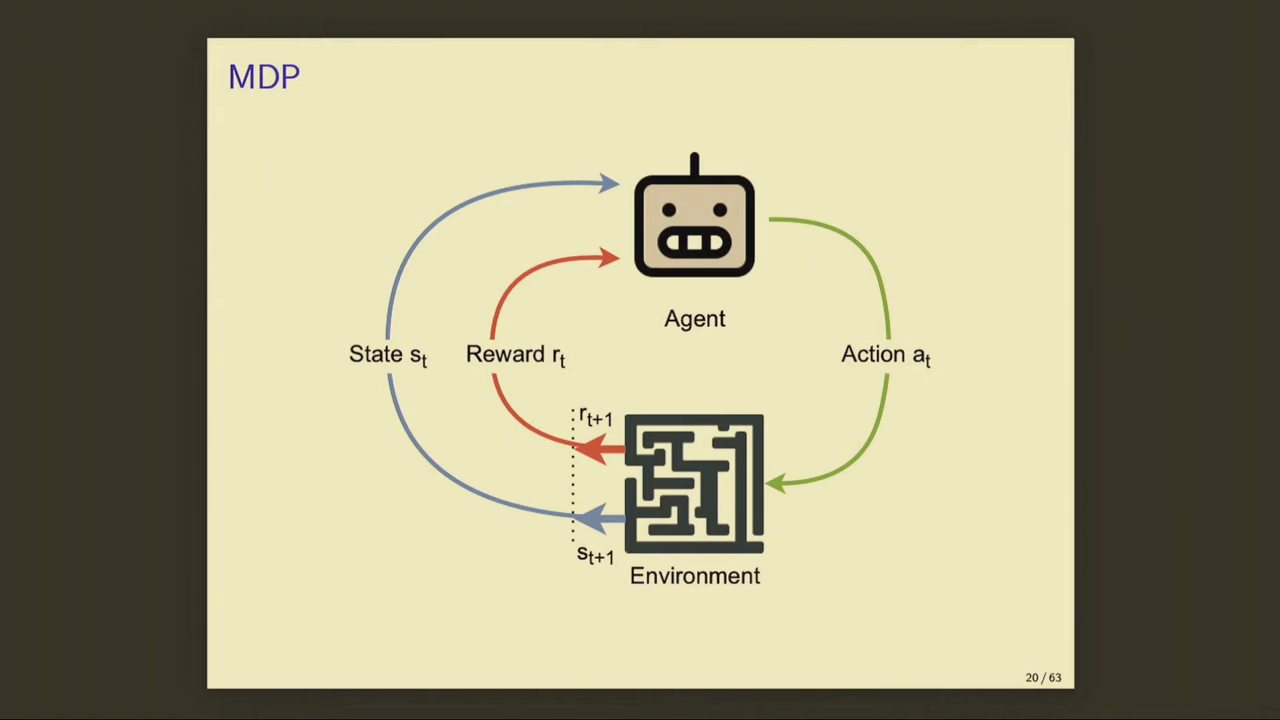 MDP
Agent
State sₜ
Reward rₜ
Action aₜ
rₜ₊₁
sₜ₊₁
Environment
20 / 63